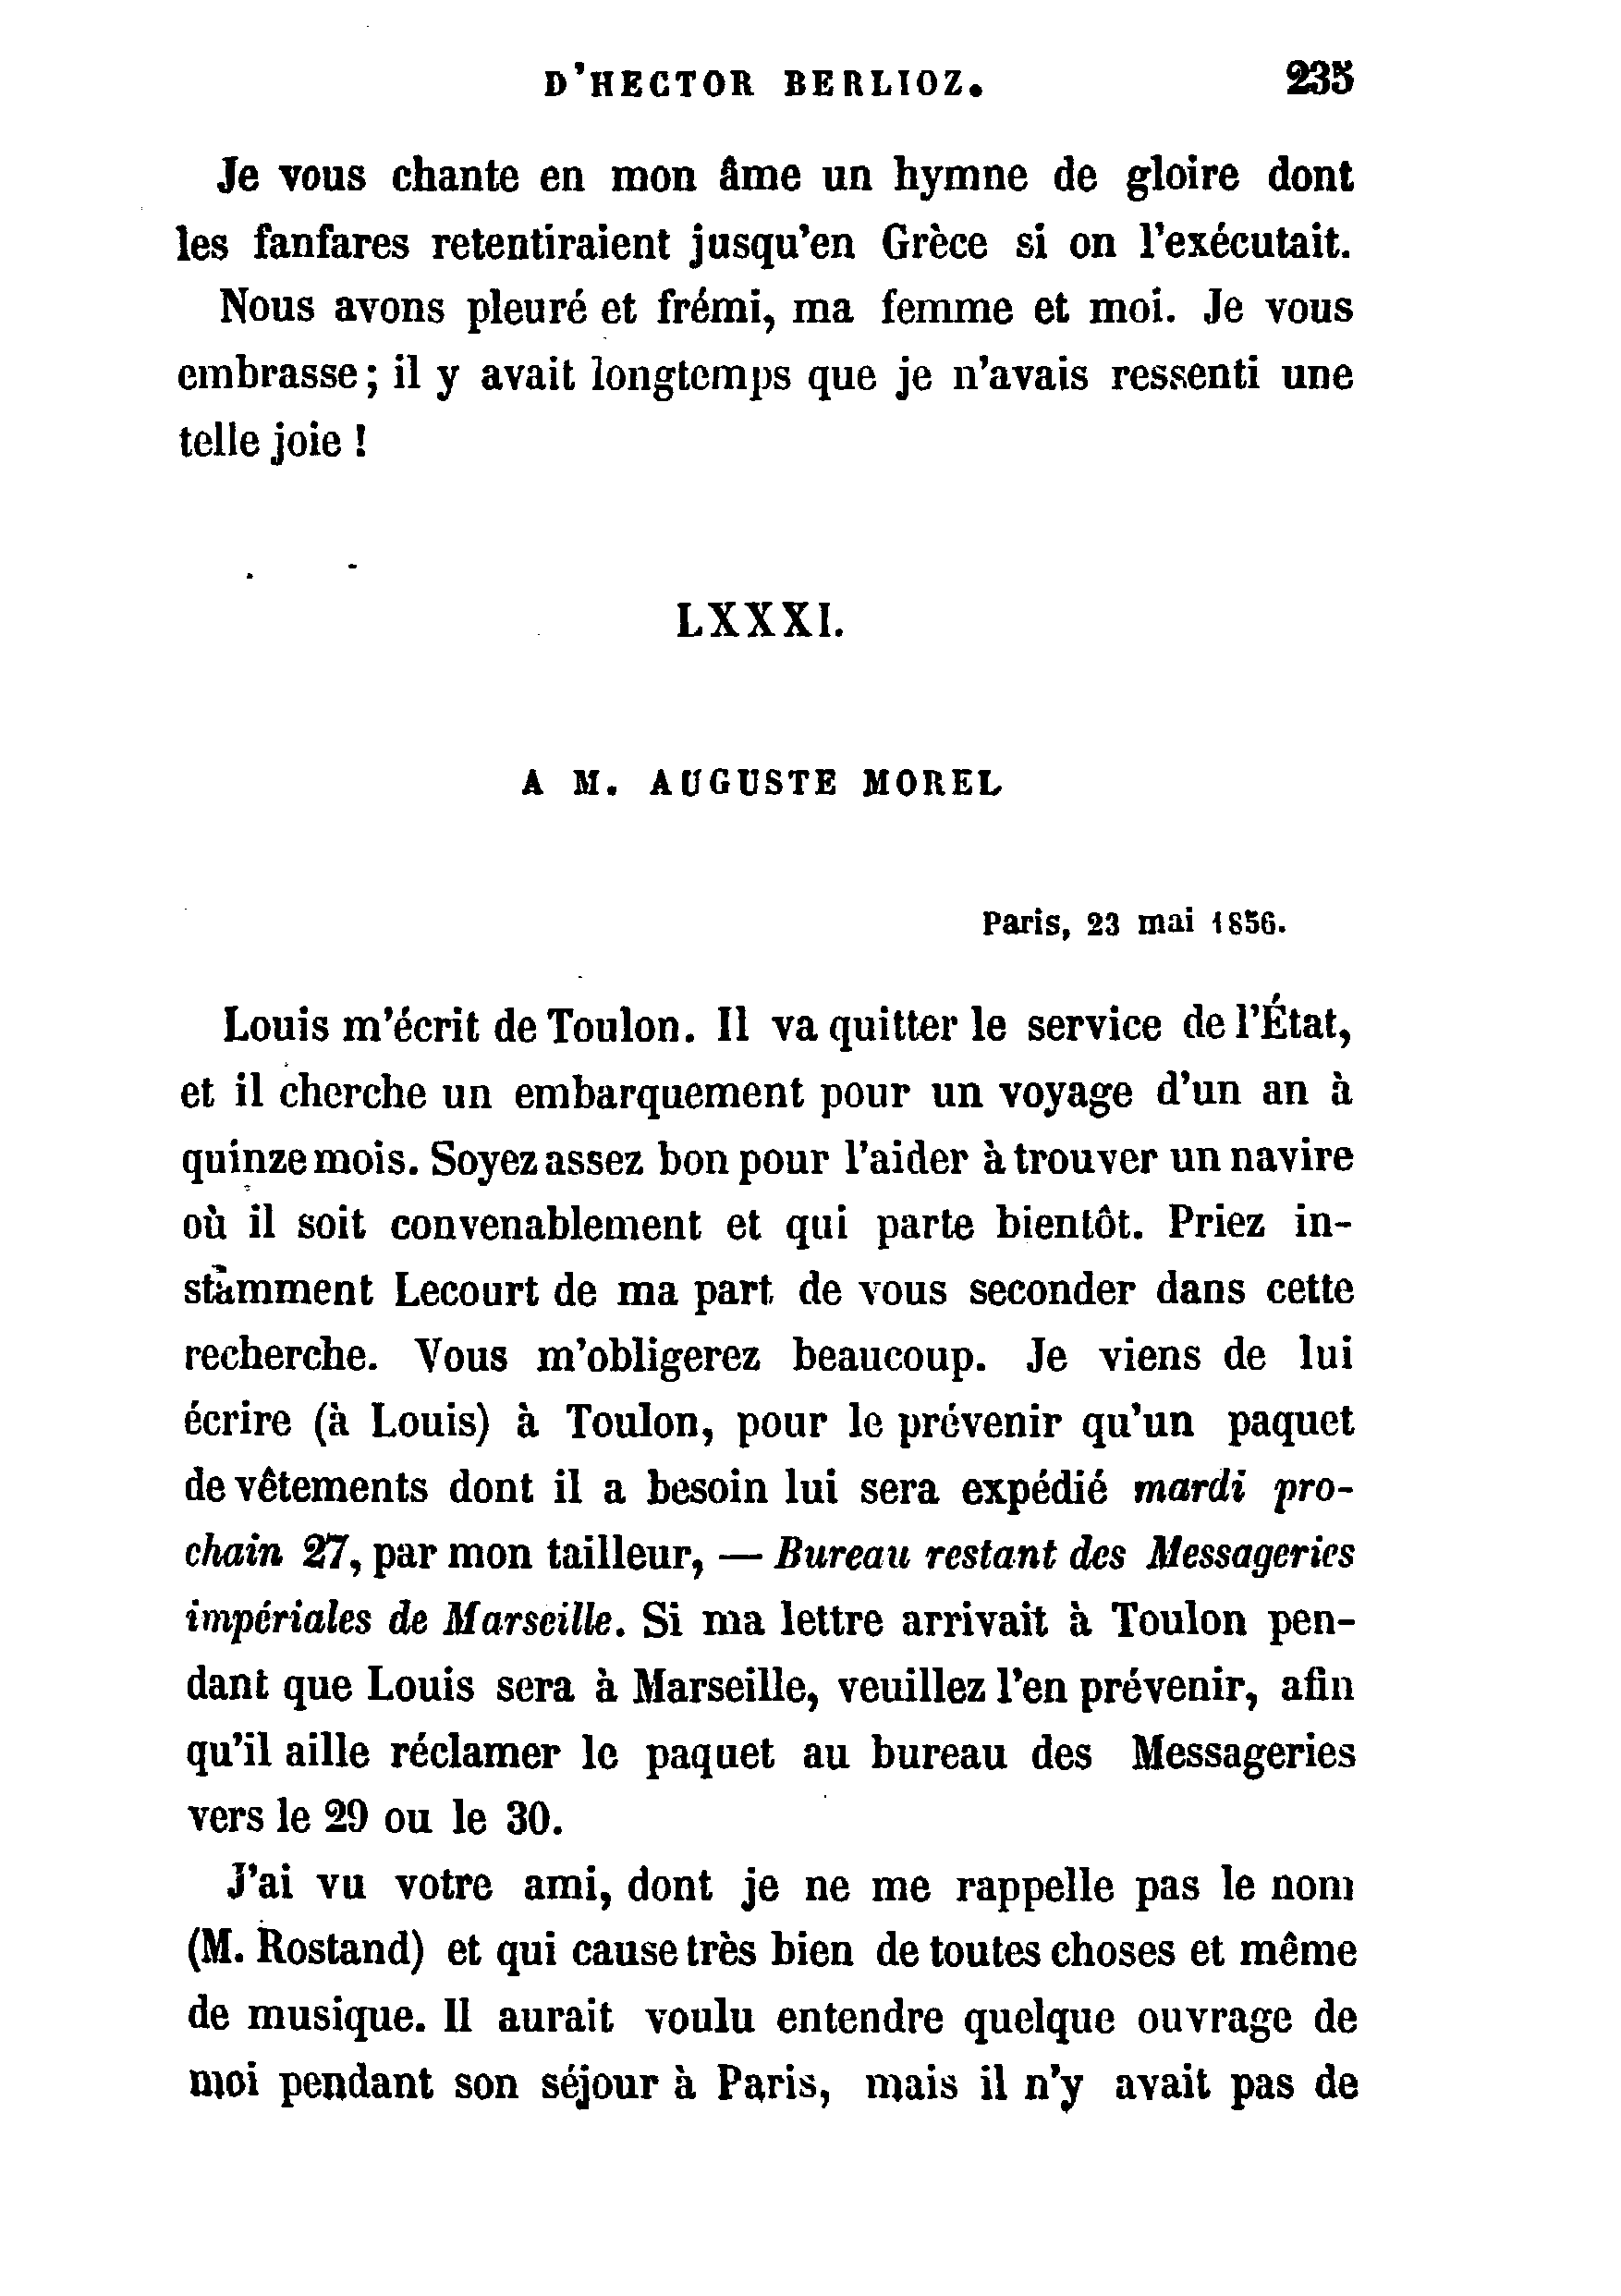 D'HECTOR BERLIOZ. 235
Je vous chante en mon âme un hymne de gloire dont
les fanfares retentiraient jusqu'en Grèce si on l'exécutait.
Nous avons pleuré et frémi, ma femme et moi. Je vous
embrasse; il y avait longtemps que je n'avais ressenti une
telle joie !
LXXXI.
A M. AUGUSTE MOREL
Paris, 23 mai 1856.
Louis m'écrit de Toulon. Il va quitter le service de l'État,
et il cherche un embarquement pour un voyage d'un an à
quinze mois. Soyez assez bon pour l'aider à trouver un navire
où il soit convenablement et qui parte bientôt. Priez in-
stamment Lecourt de ma part de vous seconder dans cette
recherche. Vous m'obligerez beaucoup. Je viens de lui
écrire (à Louis) à Toulon, pour le prévenir qu'un paquet
de vêtements dont il a besoin lui sera expédié mardi pro-
chain 27, par mon tailleur, — Bureau restant des Messageries
impériales de Marseille. Si ma lettre arrivait à Toulon pen-
dant que Louis sera à Marseille, veuillez l'en prévenir, afin
qu'il aille réclamer le paquet au bureau des Messageries
vers le 29 ou le 30.
J'ai vu votre ami, dont je ne me rappelle pas le nom
(M. Rostand) et qui cause très bien de toutes choses et même
de musique. Il aurait voulu entendre quelque ouvrage de
moi pendant son séjour à Paris, mais il n'y avait pas de